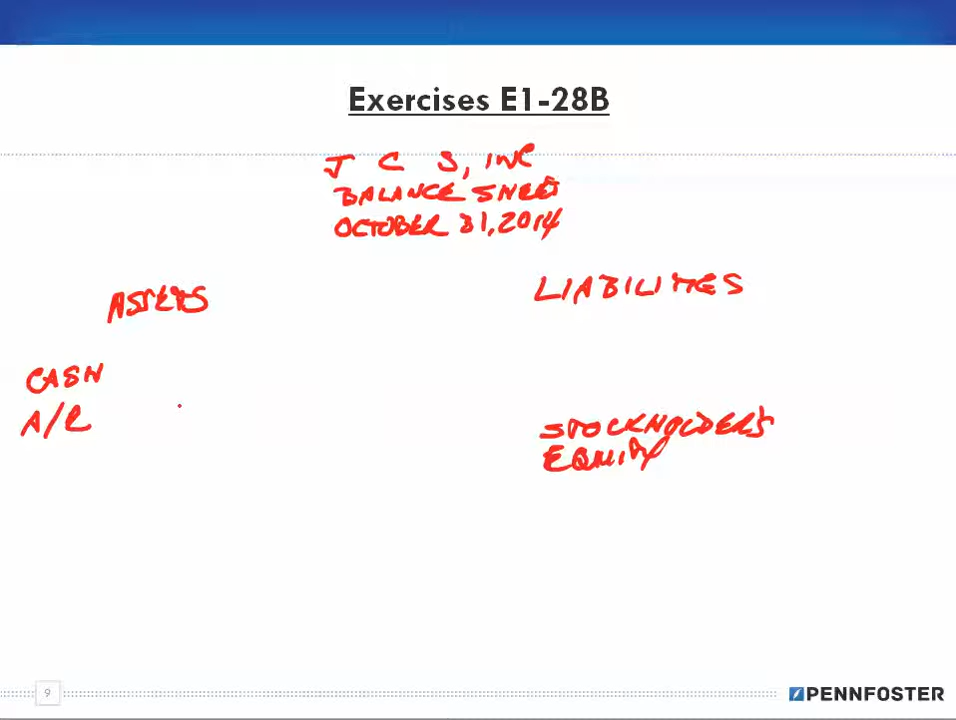 Exercises E1-28B
J C S, INC
BALANCE SHEET
OCTOBER 31, 2014
ASSETS
LIABILITIES
CASH
A/R
STOCKHOLDERS'
EQUITY
9
PENNFOSTER